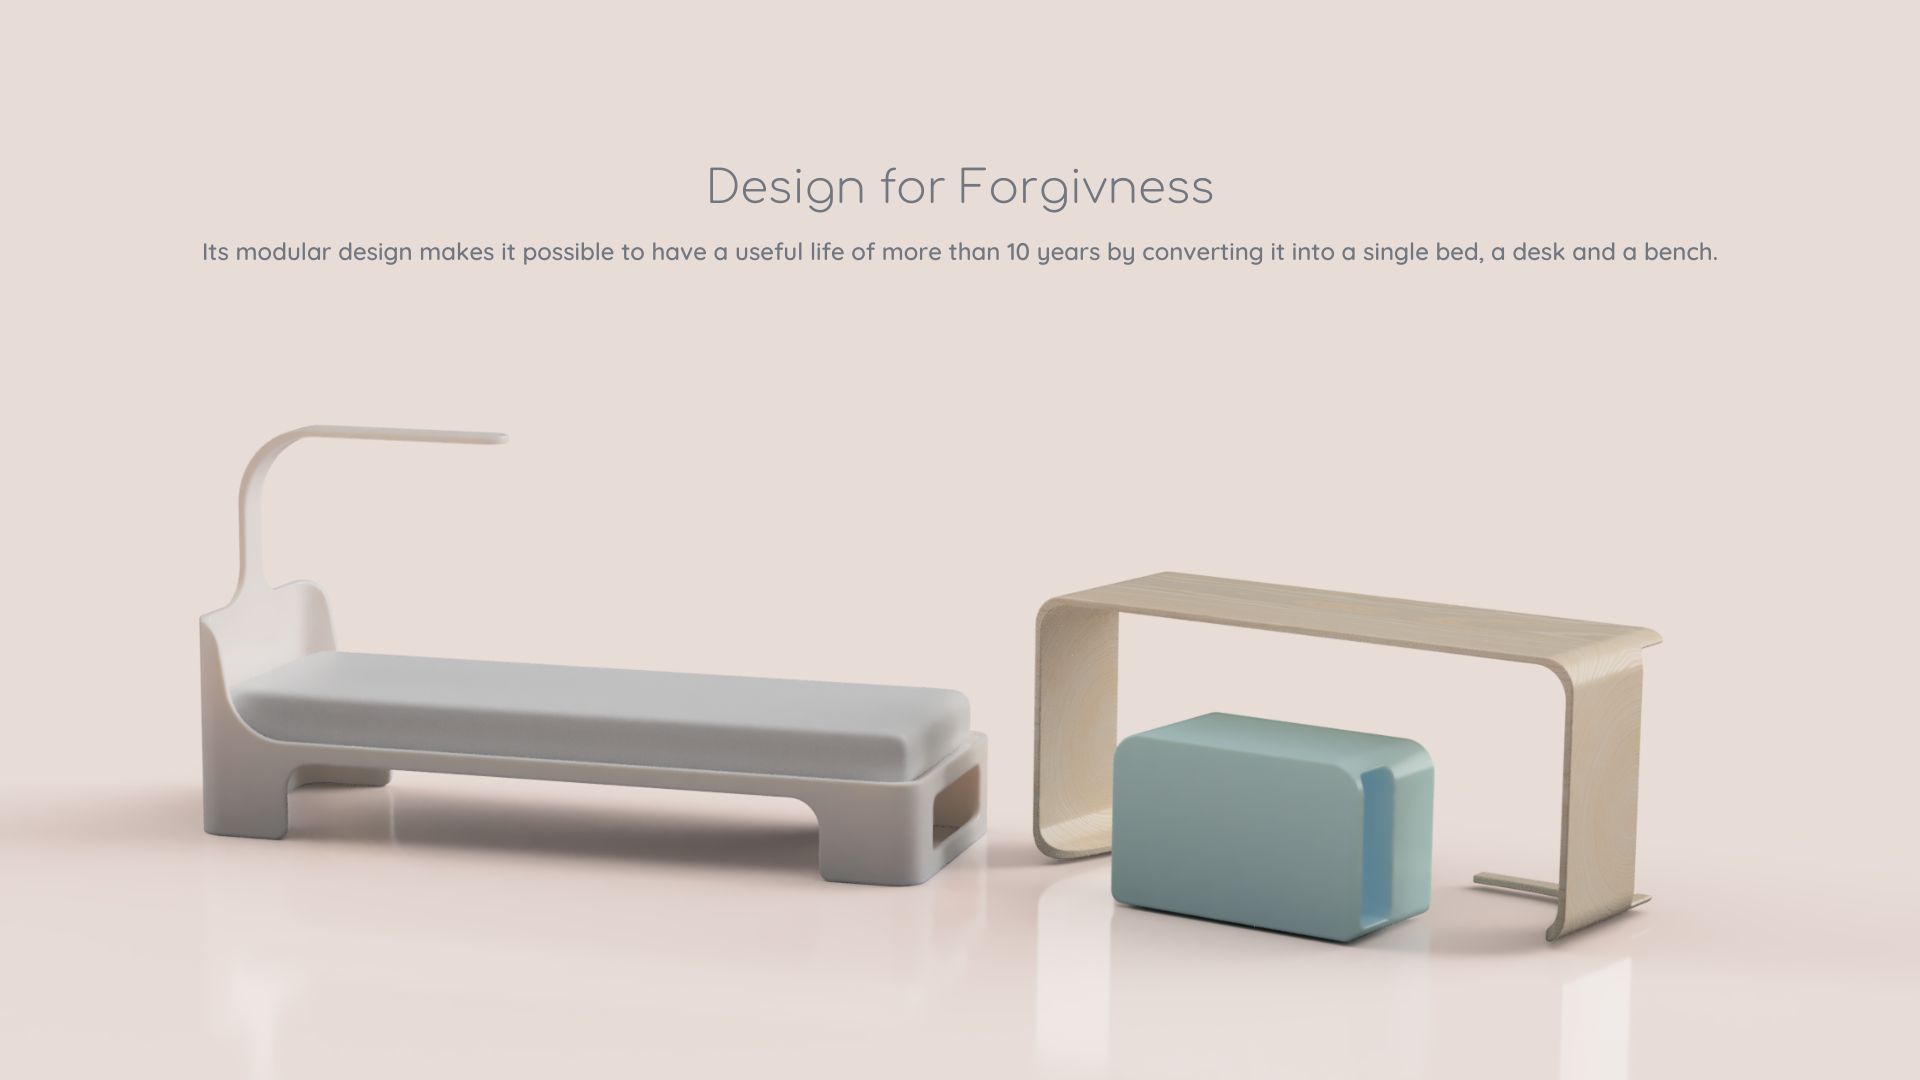 Design for Forgivness
Its modular design makes it possible to have a useful life of more than 10 years by converting it into a single bed, a desk and a bench.